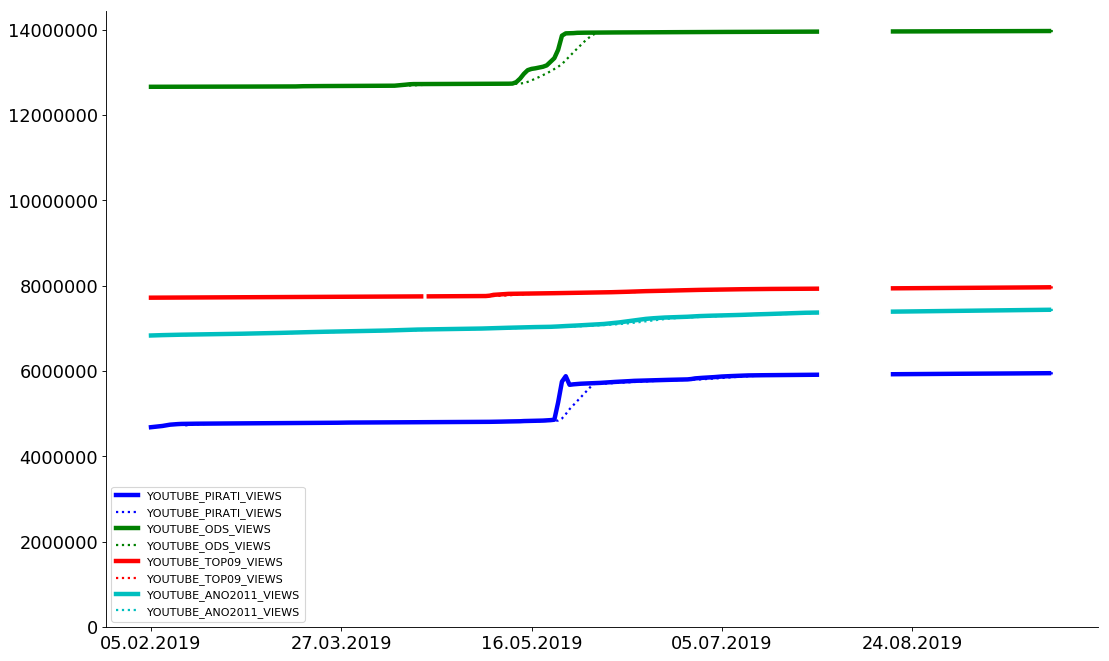 14000000
12000000
10000000
8000000
6000000
4000000
2000000
0
YOUTUBE_PIRATI_VIEWS
YOUTUBE_PIRATI_VIEWS
YOUTUBE_ODS_VIEWS
YOUTUBE_ODS_VIEWS
YOUTUBE_TOP09_VIEWS
YOUTUBE_TOP09_VIEWS
YOUTUBE_ANO2011_VIEWS
YOUTUBE_ANO2011_VIEWS
05.02.2019 27.03.2019 16.05.2019 05.07.2019 24.08.2019